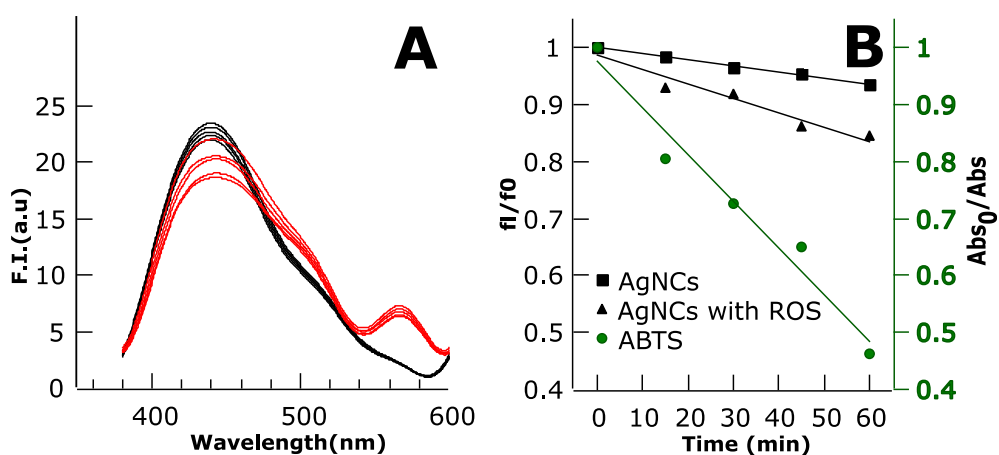 A
F.I.(a.u)
25
20
15
10
5
0
400
500
600
Wavelength(nm)
B
fI/f0
1
0.9
0.8
0.7
0.6
0.5
0.4
AgNCs
AgNCs with ROS
ABTS
0 10 20 30 40 50 60
Time (min)
1
0.9
0.8
0.7
0.6
0.5
0.4
Abs0/Abs